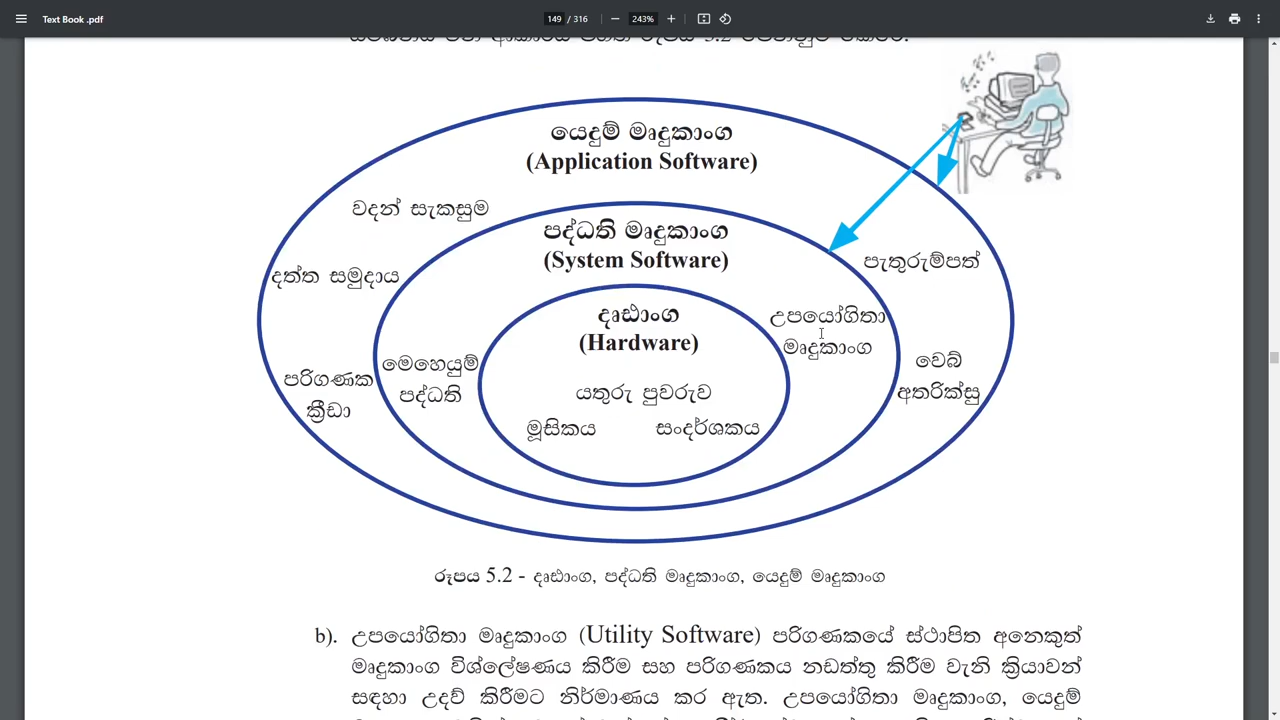 Text Book .pdf
149 / 316
243%
යෙදුම් මෘදුකාංග
(Application Software)
වදන් සැකසුම
පද්ධති මෘදුකාංග
(System Software)
දත්ත සමුදාය
පැතුරුම්පත්
දෘඪාංග
(Hardware)
උපයෝගිතා
මෘදුකාංග
මෙහෙයුම්
පද්ධති
වෙබ්
අතරික්සු
පරිගණක
ක්‍රීඩා
යතුරු පුවරුව
මූසිකය සංදර්ශකය
රූපය 5.2 - දෘඪාංග, පද්ධති මෘදුකාංග, යෙදුම් මෘදුකාංග
b). උපයෝගිතා මෘදුකාංග (Utility Software) පරිගණකයේ ස්ථාපිත අනෙකුත්
මෘදුකාංග විශ්ලේෂණය කිරීම සහ පරිගණකය නඩත්තු කිරීම වැනි ක්‍රියාවන්
සඳහා උදව් කිරීමට නිර්මාණය කර ඇත. උපයෝගිතා මෘදුකාංග, යෙදුම්